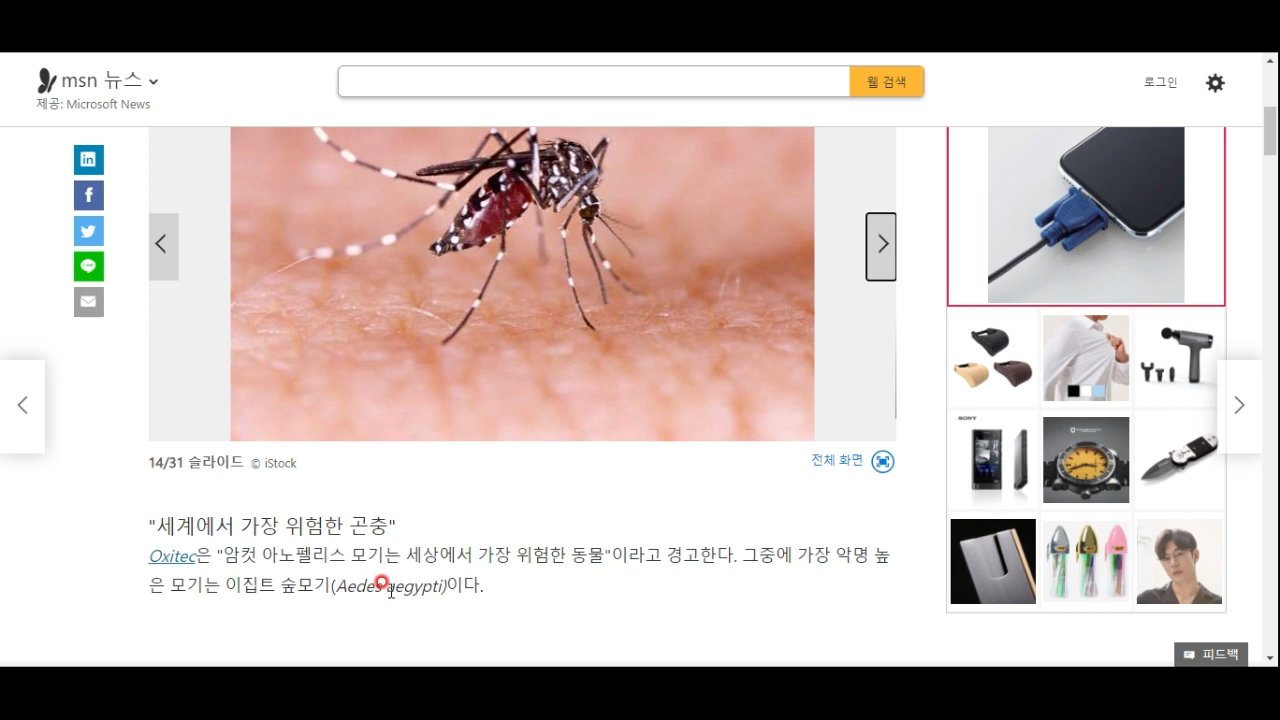 msn 뉴스
제공: Microsoft News
웹 검색
로그인
in
f
LINE
14/31 슬라이드 © iStock
전체 화면
"세계에서 가장 위험한 곤충"
Oxitec은 "암컷 아노펠리스 모기는 세상에서 가장 위험한 동물"이라고 경고한다. 그중에 가장 악명 높
은 모기는 이집트 숲모기(Aedes aegypti)이다.
SONY
피드백